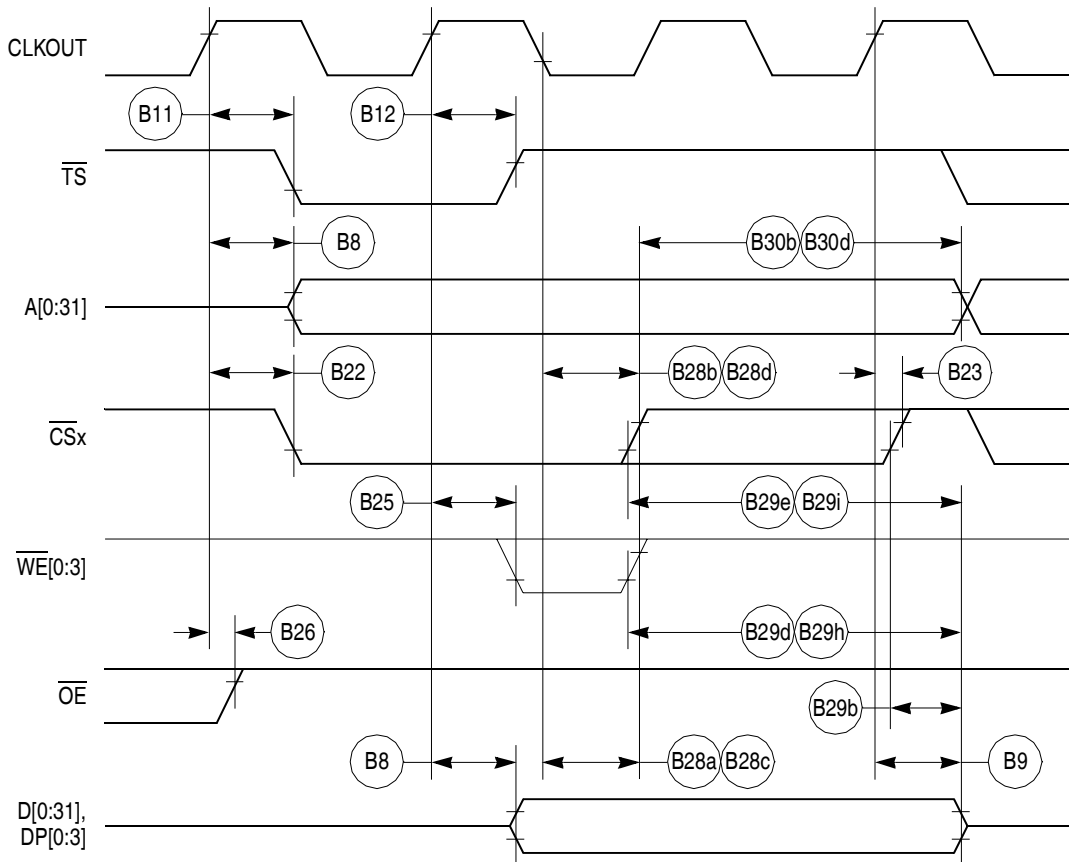 CLKOUT
B11 B12
TS
B8 B30b B30d
A[0:31]
B22 B28b B28d B23
CSx
B25 B29e B29i
WE[0:3]
B26 B29d B29h
OE
B29b
B8 B28a B28c B9
D[0:31],
DP[0:3]